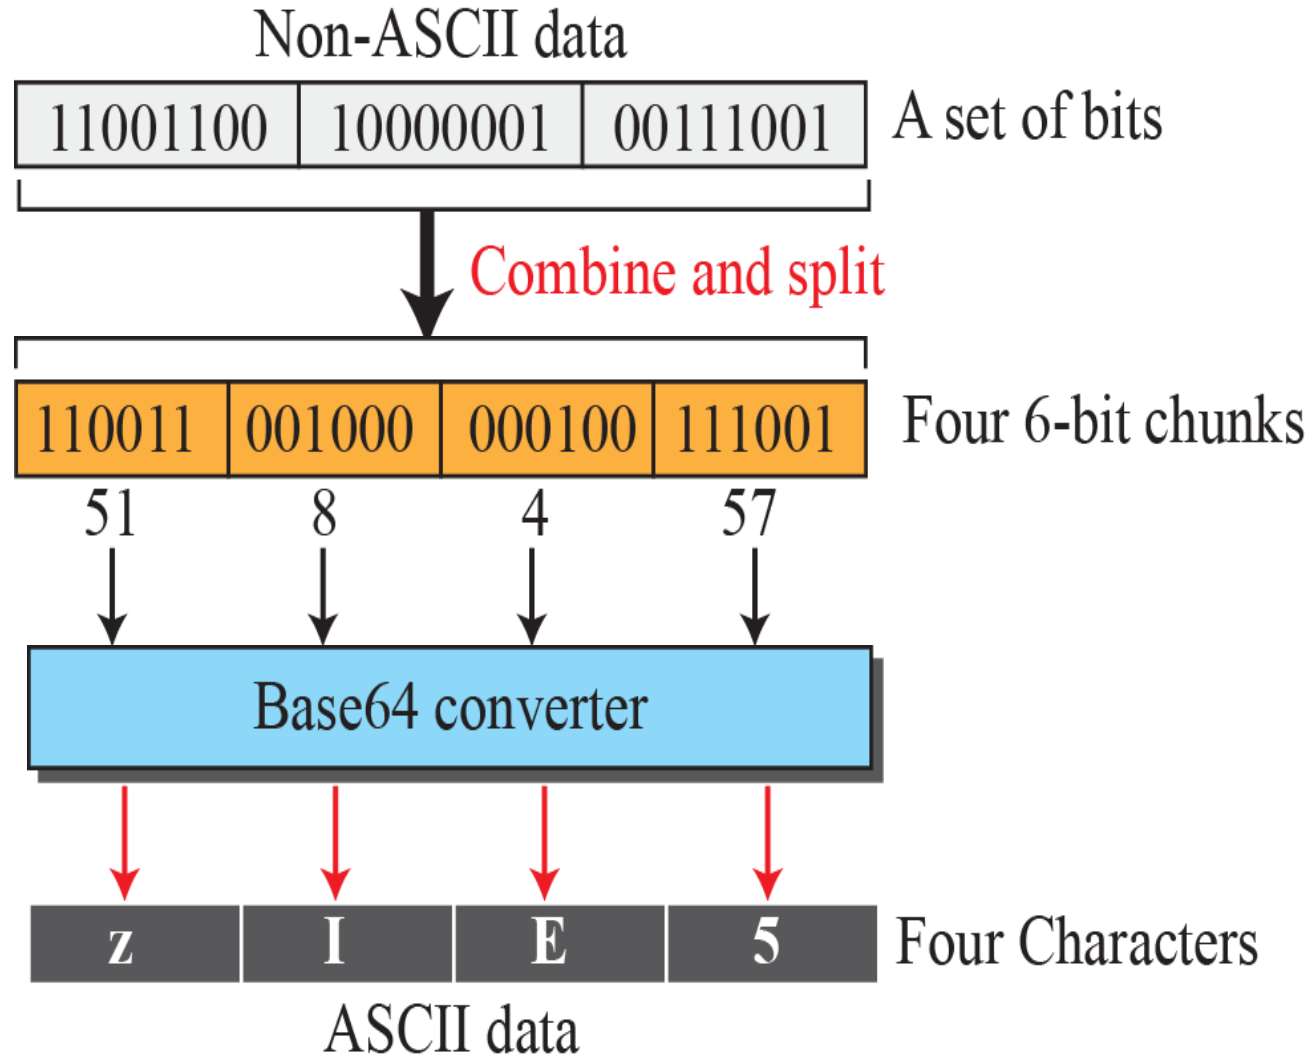 Non-ASCII data
11001100 10000001 00111001 A set of bits
Combine and split
110011 001000 000100 111001 Four 6-bit chunks
51 8 4 57
Base64 converter
z I E 5 Four Characters
ASCII data